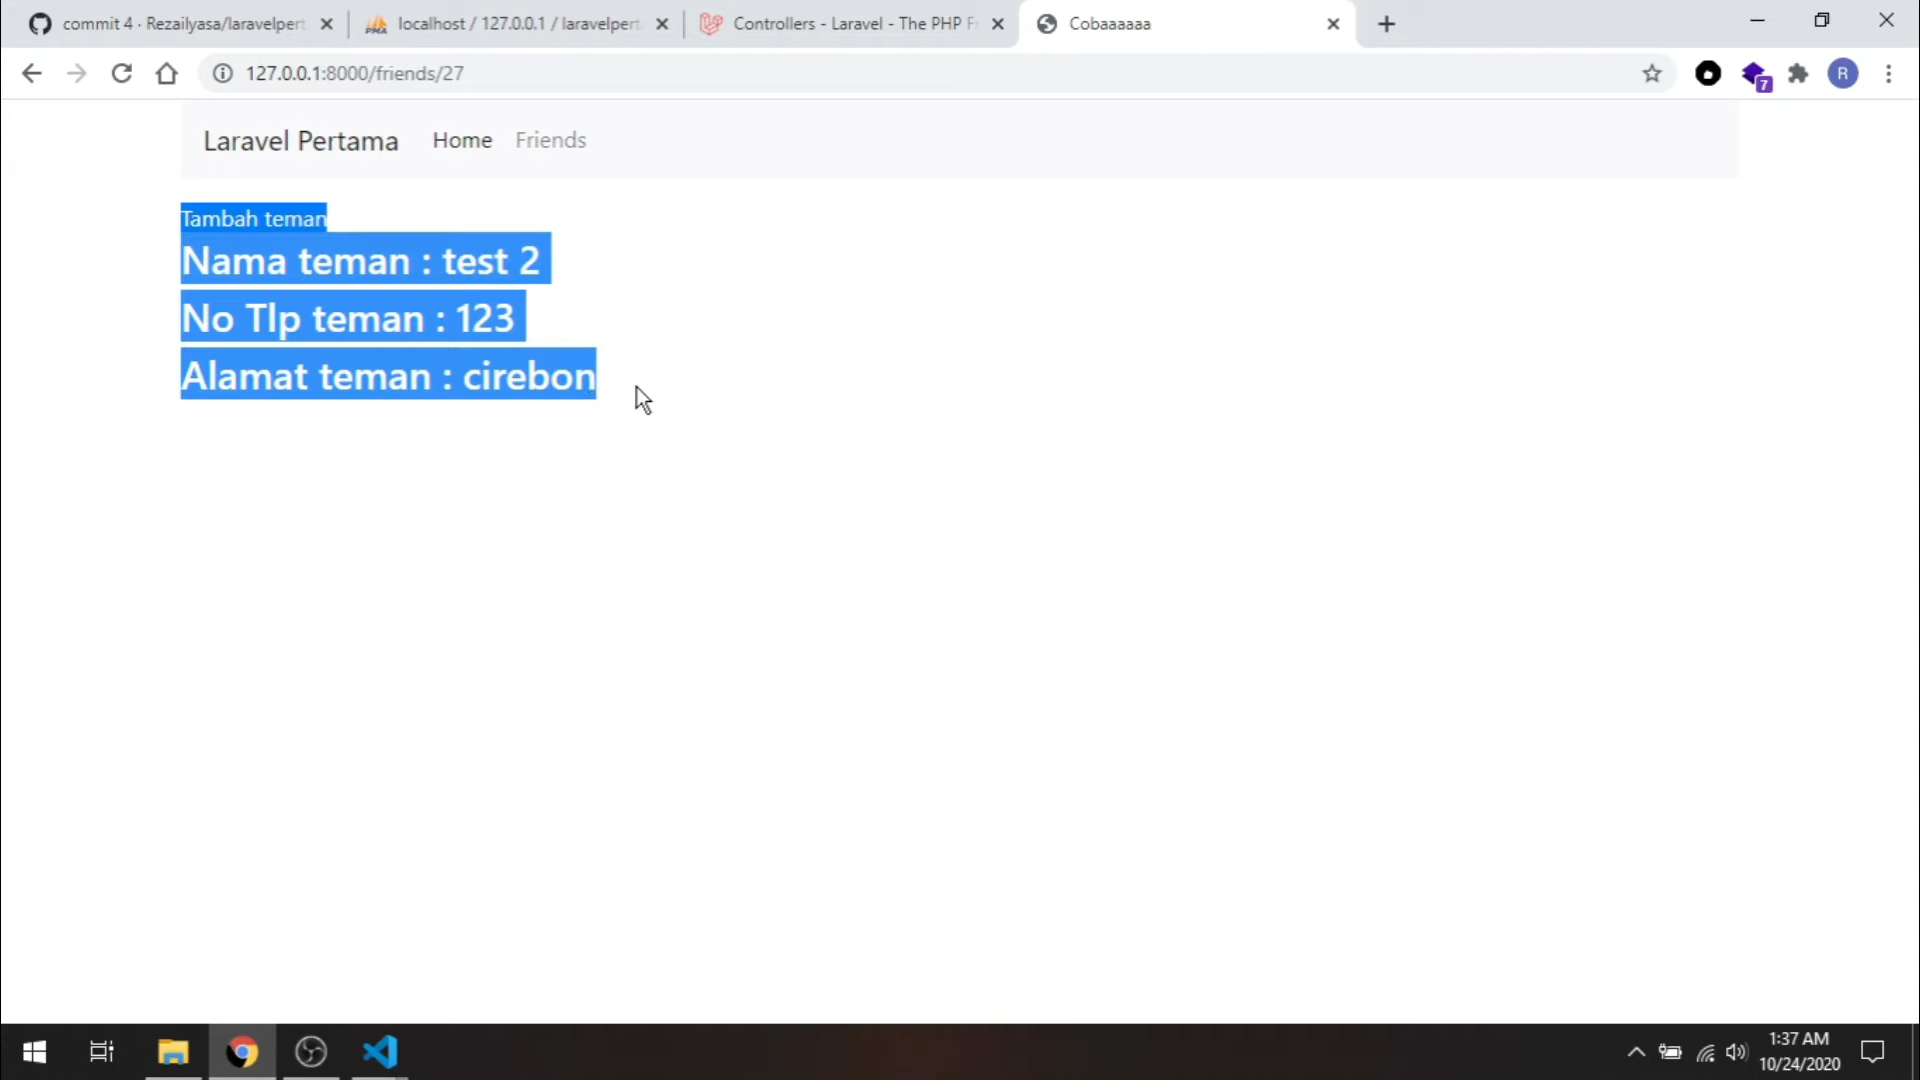 commit 4 · Rezailyasa/laravelpert
localhost / 127.0.0.1 / laravelpert
Controllers - Laravel - The PHP F
Cobaaaaaa
127.0.0.1:8000/friends/27
7
R
Laravel Pertama
Home
Friends
Tambah teman
Nama teman : test 2
No Tlp teman : 123
Alamat teman : cirebon
1:37 AM
10/24/2020